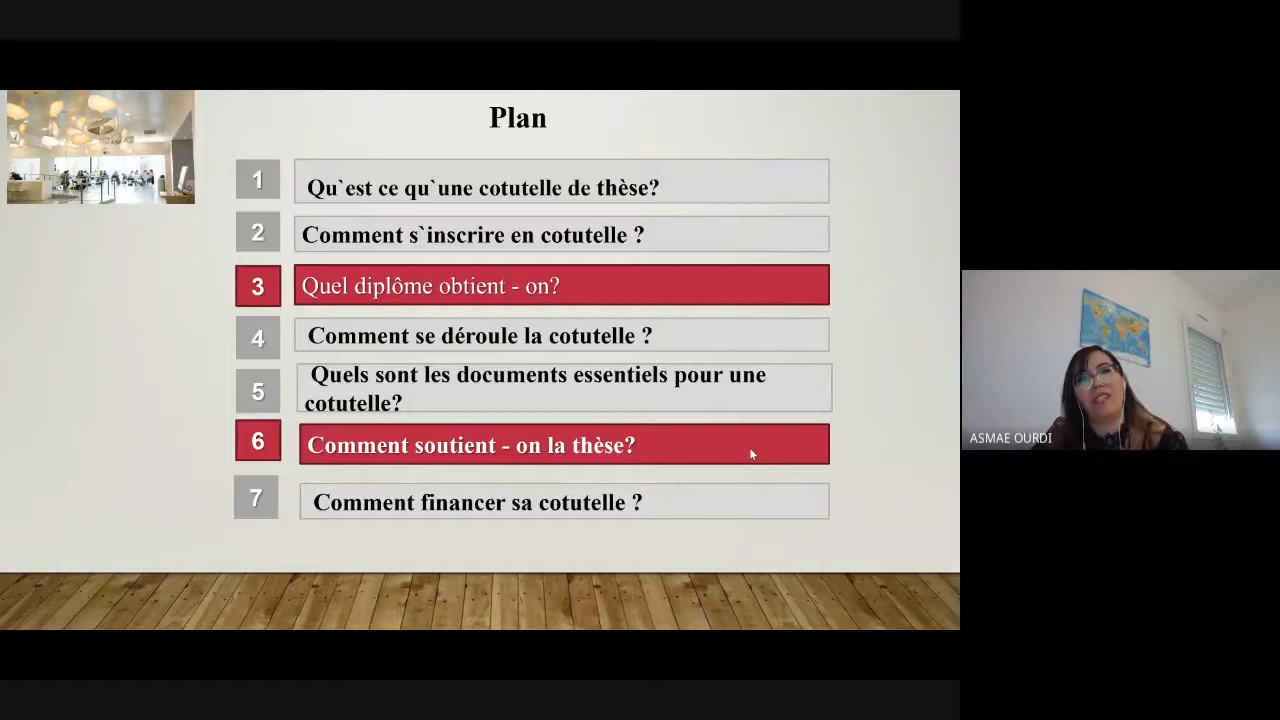 Plan
1
Qu`est ce qu`une cotutelle de thèse?
2
Comment s`inscrire en cotutelle ?
3
Quel diplôme obtient - on?
4
Comment se déroule la cotutelle ?
5
Quels sont les documents essentiels pour une
cotutelle?
6
Comment soutient - on la thèse?
7
Comment financer sa cotutelle ?
ASMAE OURDI